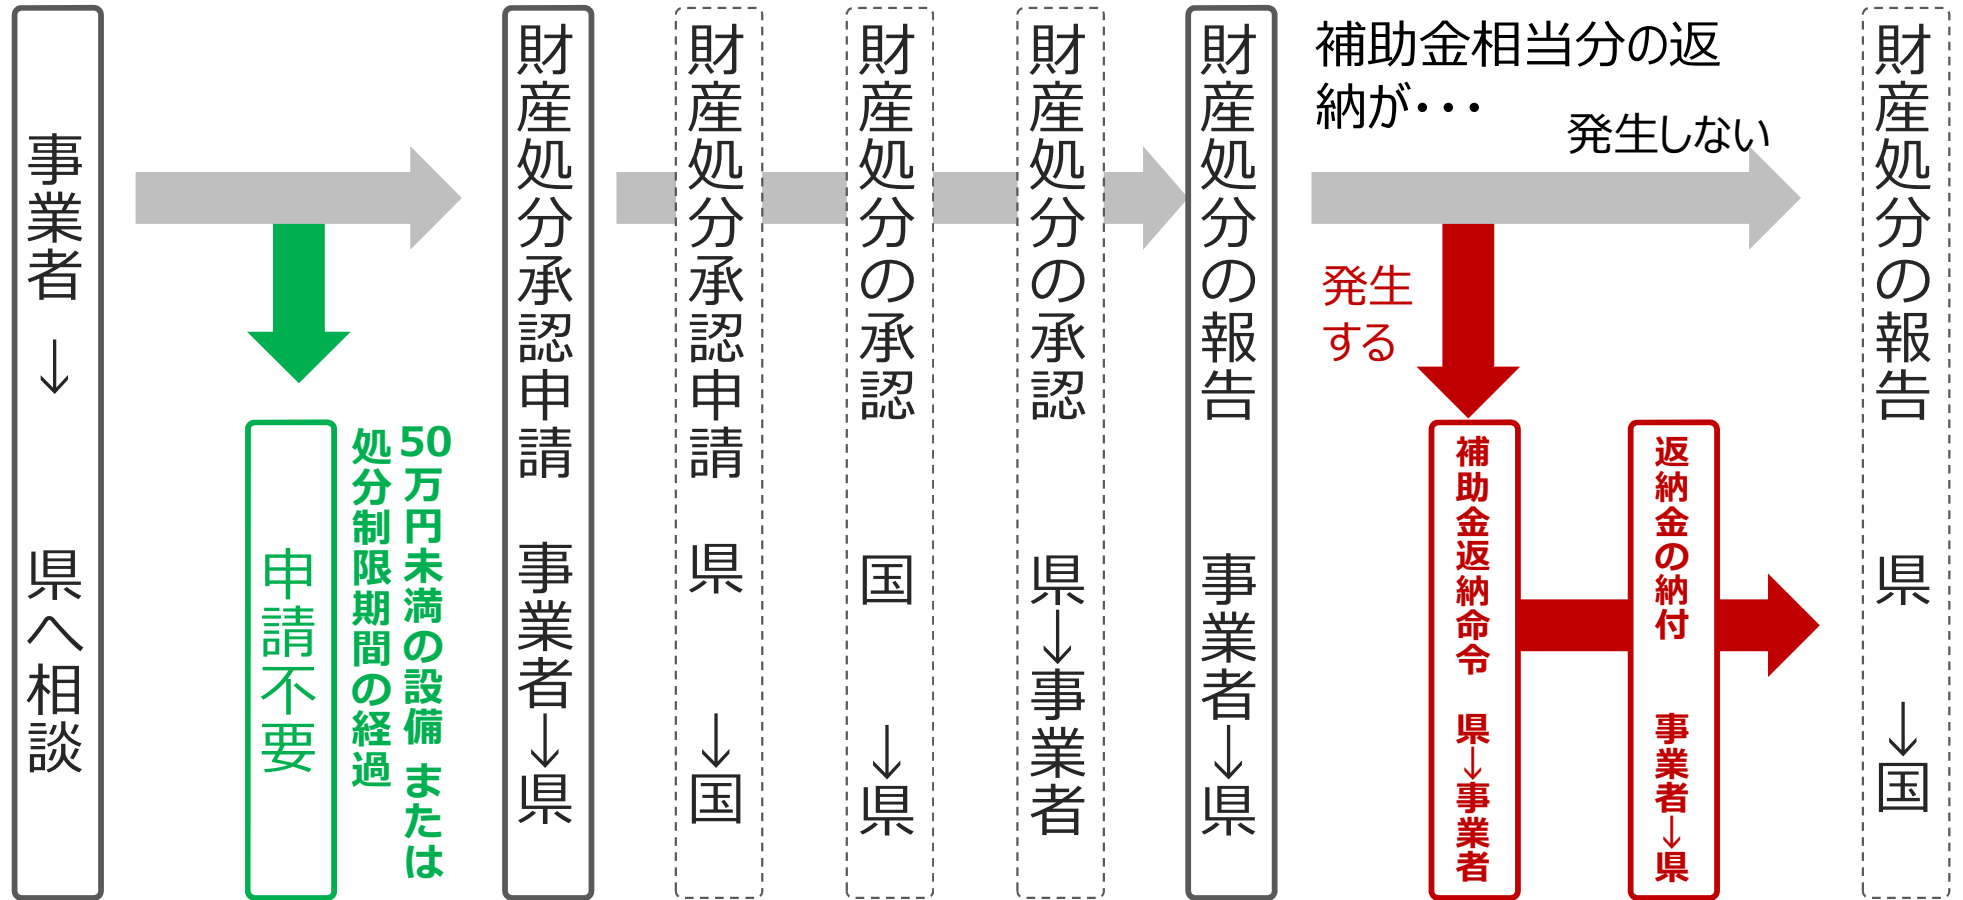 事業者 → 県へ相談
申請不要
50万円未満の設備 または
処分制限期間の経過
財産処分承認申請 事業者→県
財産処分承認申請 県 →国
財産処分の承認 国 →県
財産処分の承認 県→事業者
財産処分の報告 事業者→県
補助金相当分の返
納が・・・
発生しない
発生
する
補助金返納命令 県→事業者
返納金の納付 事業者→県
財産処分の報告 県 →国